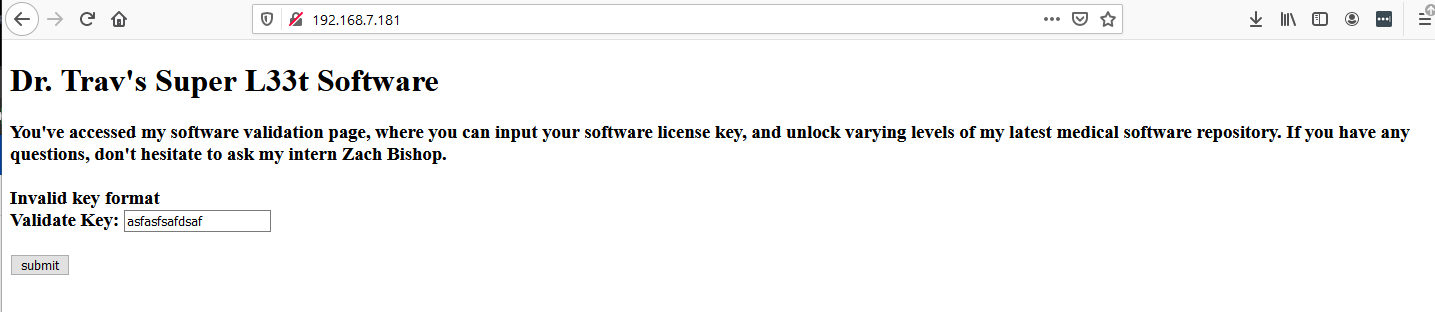 192.168.7.181
Dr. Trav's Super L33t Software
You've accessed my software validation page, where you can input your software license key, and unlock varying levels of my latest medical software repository. If you have any
questions, don't hesitate to ask my intern Zach Bishop.
Invalid key format
Validate Key: asfasfsafdsaf
submit